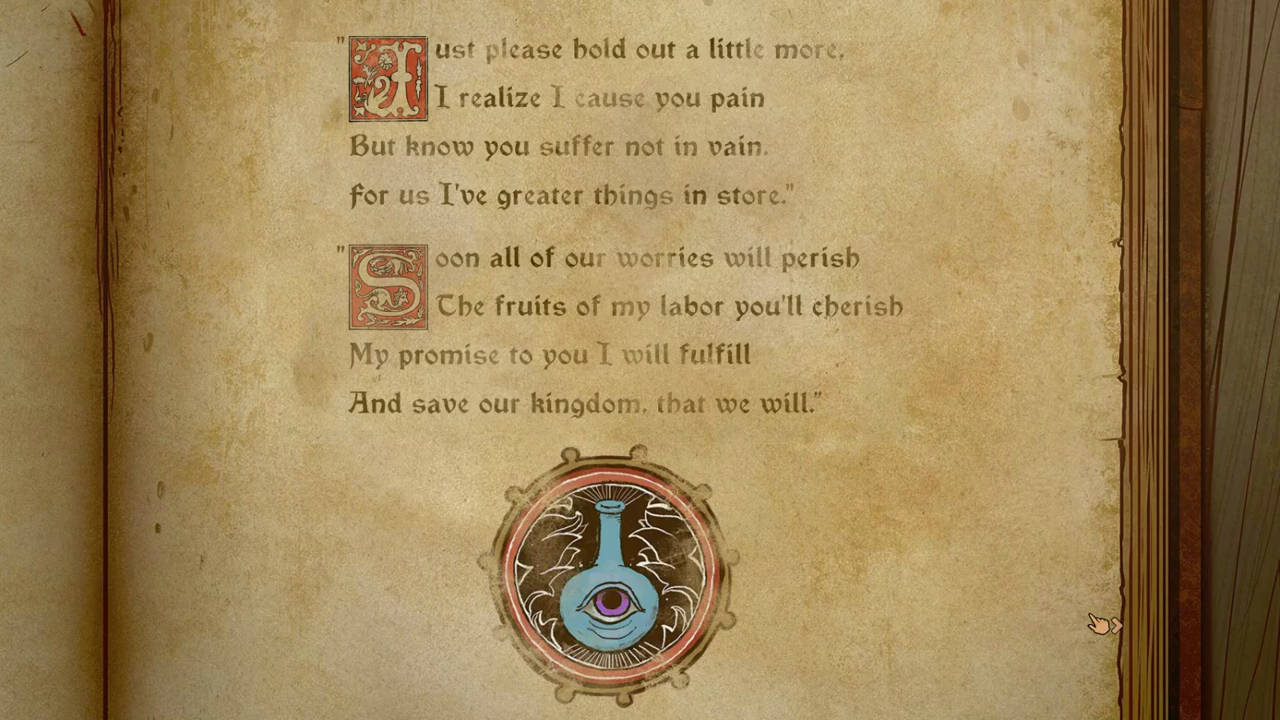 "Just please hold out a little more,
I realize I cause you pain
But know you suffer not in vain.
For us I've greater things in store."
"Soon all of our worries will perish
The fruits of my labor you'll cherish
My promise to you I will fulfill
And save our kingdom, that we will."